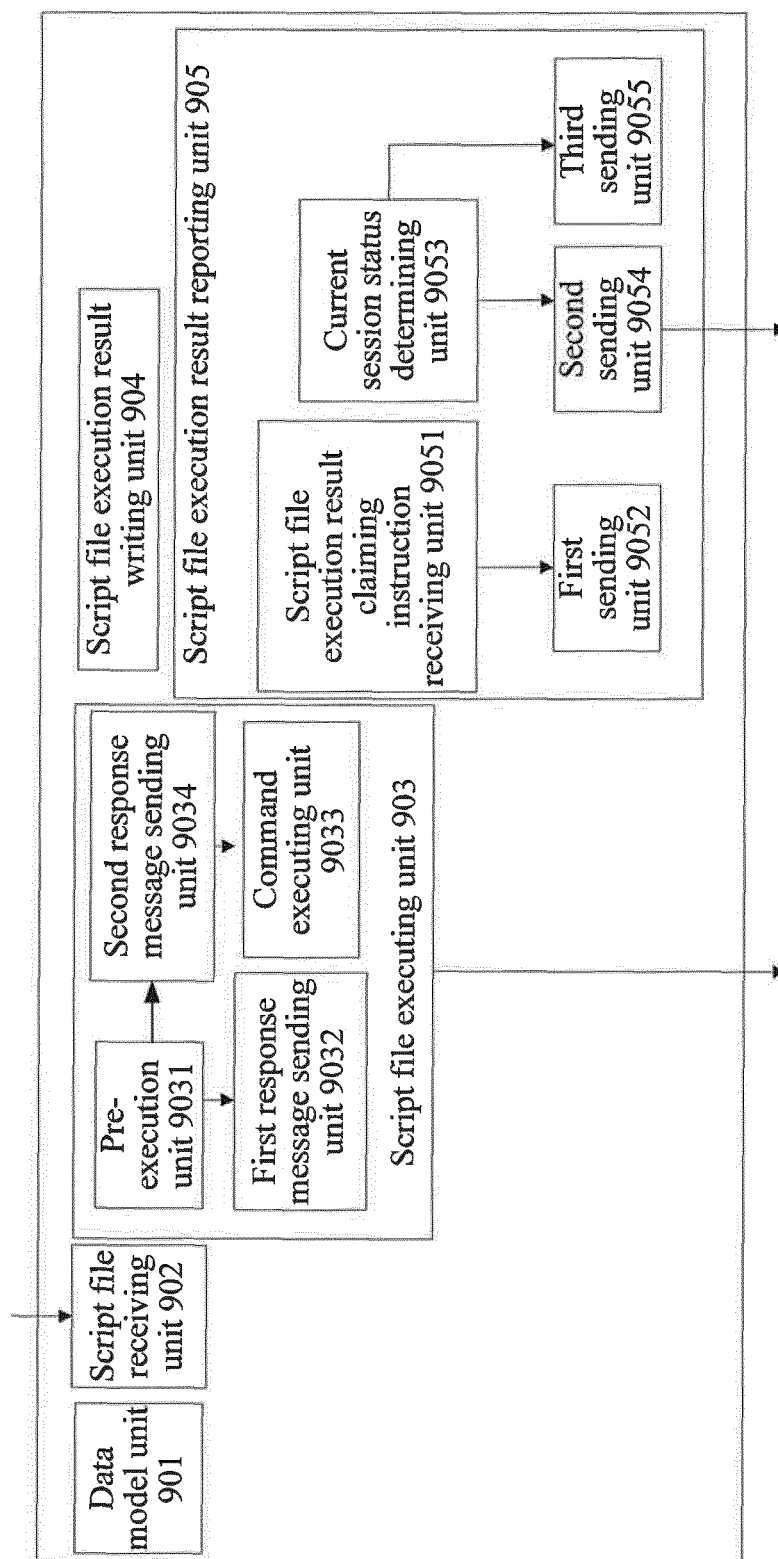 Data
model unit
901
Script file
receiving
unit 902
Pre-
execution
unit 9031
Second response
message sending
unit 9034
First response
message sending
unit 9032
Command
executing unit
9033
Script file executing unit 903
Script file execution result
writing unit 904
Script file execution result reporting unit 905
Script file
execution result
claiming
instruction
receiving unit 9051
Current
session status
determining
unit 9053
First
sending
unit 9052
Second
sending
unit 9054
Third
sending
unit 9055